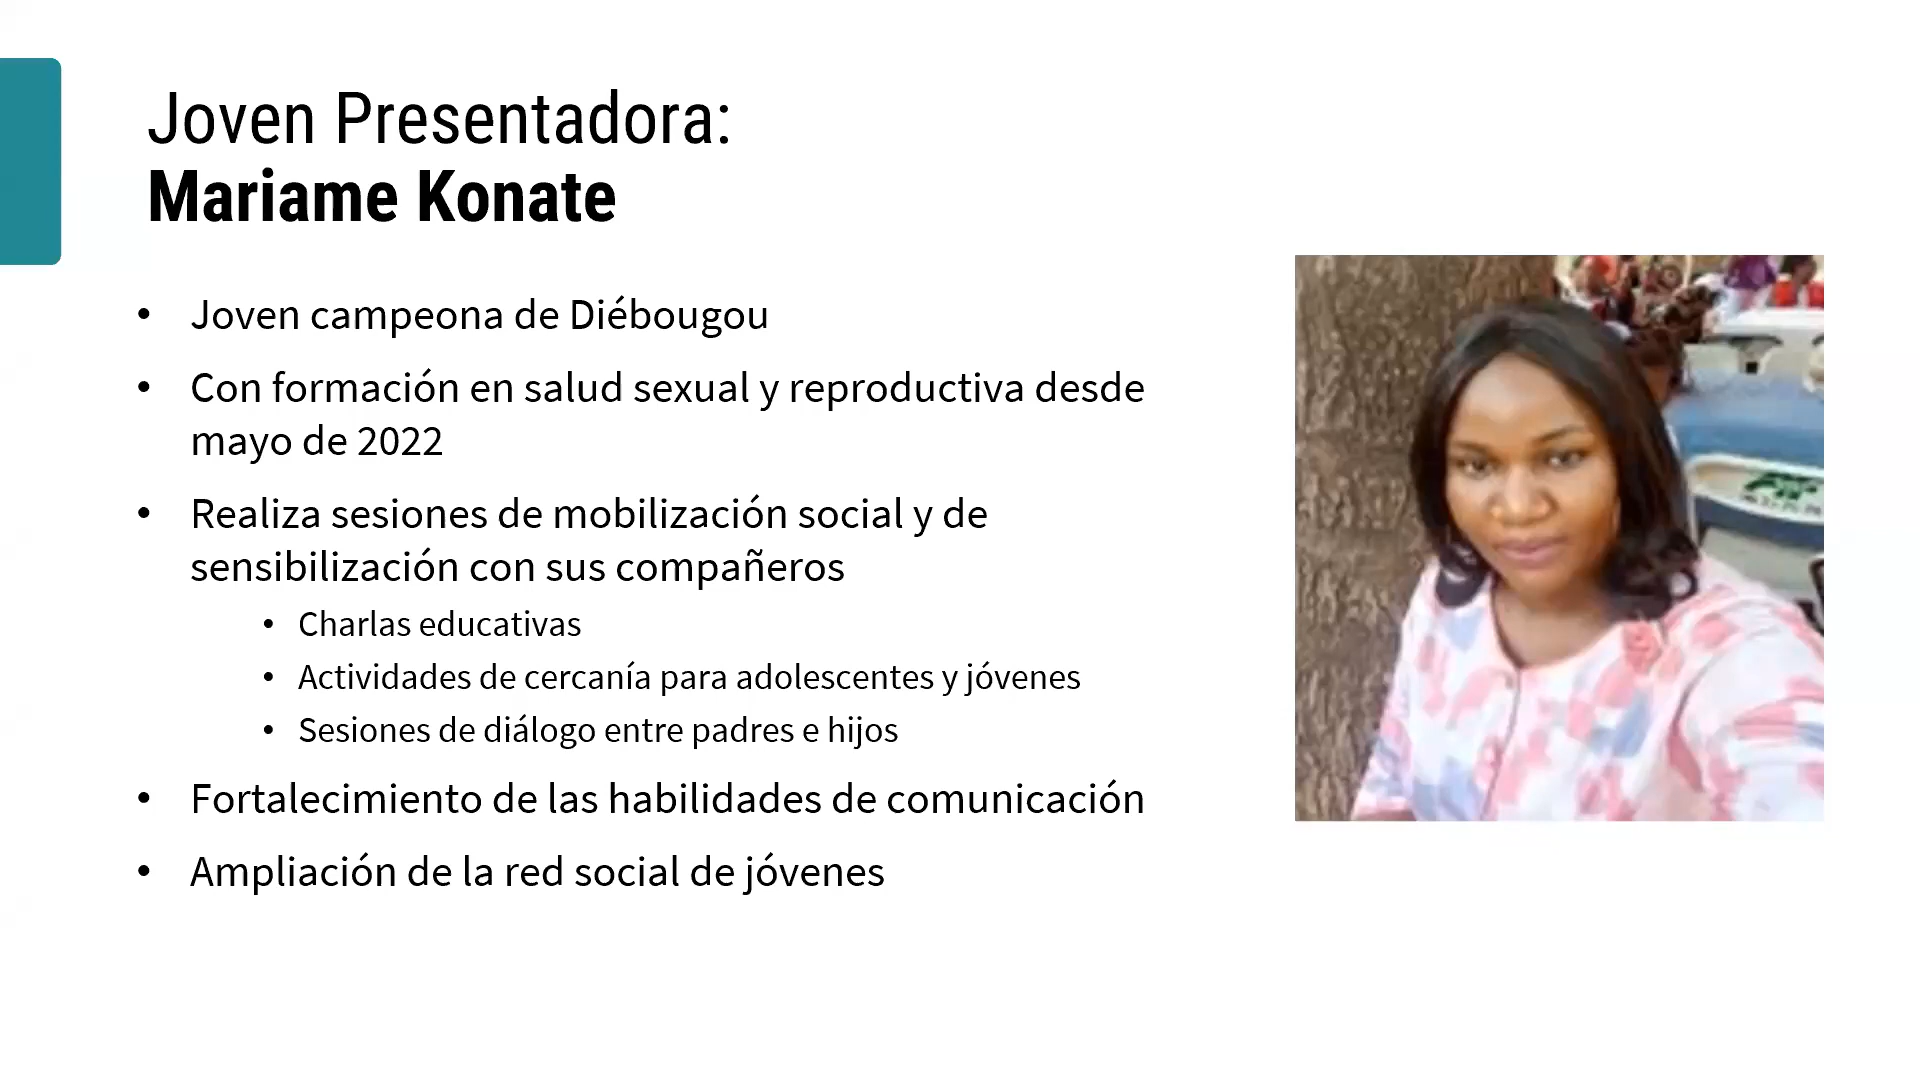 Joven Presentadora:
Mariame Konate
• Joven campeona de Diébougou
• Con formación en salud sexual y reproductiva desde
mayo de 2022
• Realiza sesiones de mobilización social y de
sensibilización con sus compañeros
• Charlas educativas
• Actividades de cercanía para adolescentes y jóvenes
• Sesiones de diálogo entre padres e hijos
• Fortalecimiento de las habilidades de comunicación
• Ampliación de la red social de jóvenes